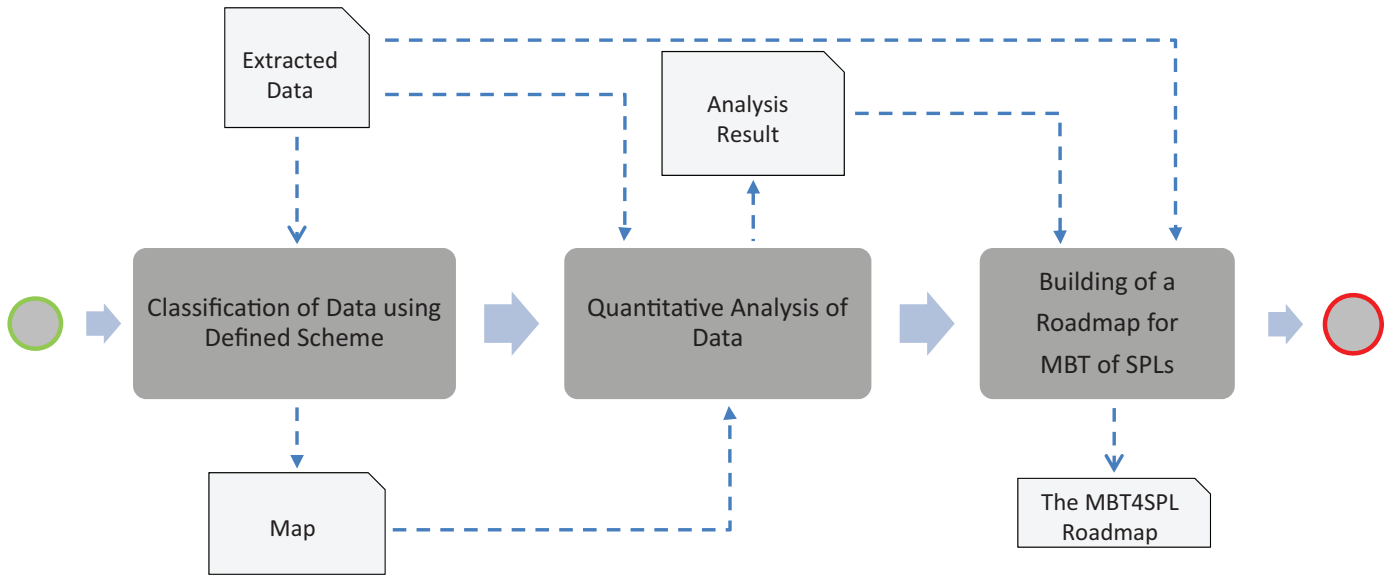 Extracted
Data
Analysis
Result
Classification of Data using
Defined Scheme
Quantitative Analysis of
Data
Building of a
Roadmap for
MBT of SPLs
Map
The MBT4SPL
Roadmap